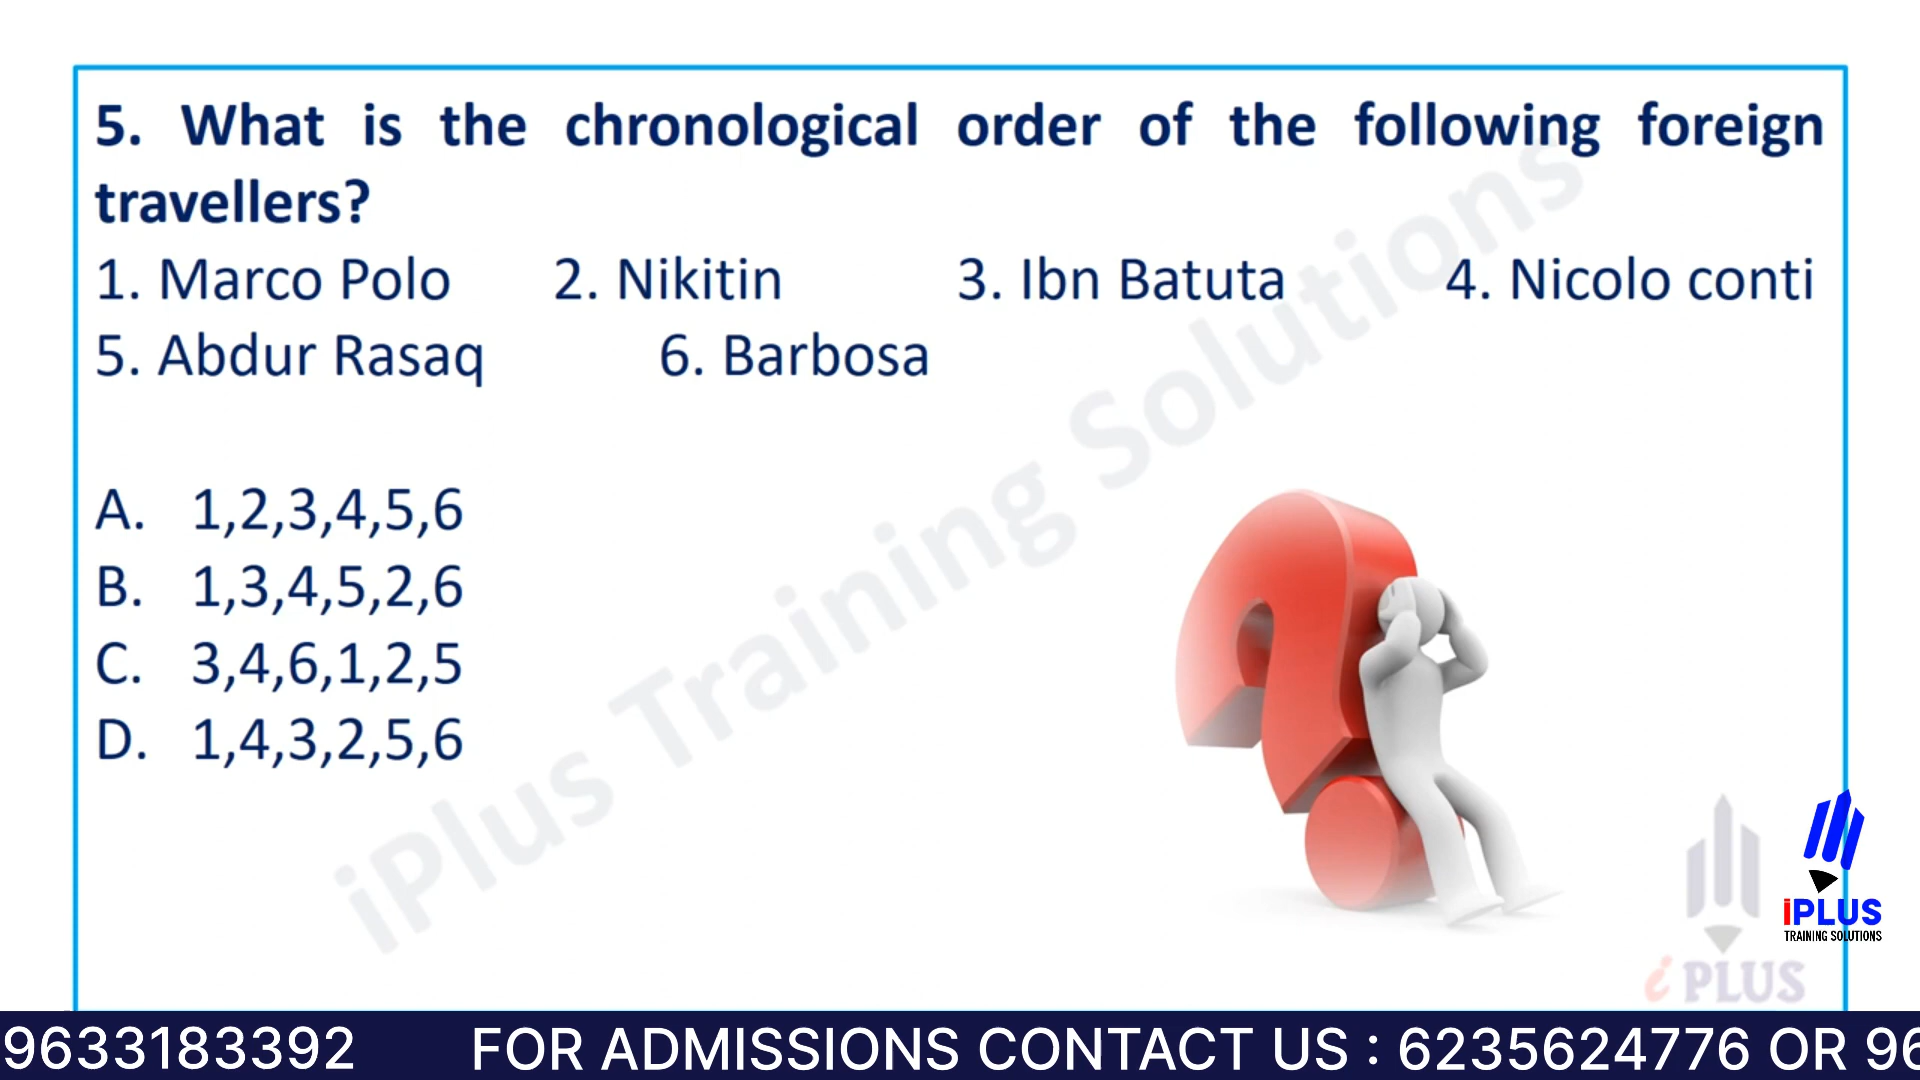 5. What is the chronological order of the following foreign
travellers?
1. Marco Polo 2. Nikitin 3. Ibn Batuta 4. Nicolo conti
5. Abdur Rasaq 6. Barbosa
A. 1,2,3,4,5,6
B. 1,3,4,5,2,6
C. 3,4,6,1,2,5
D. 1,4,3,2,5,6
iPlus Training Solutions
iPLUS
TRAINING SOLUTIONS
i PLUS
9633183392 FOR ADMISSIONS CONTACT US : 6235624776 OR 96